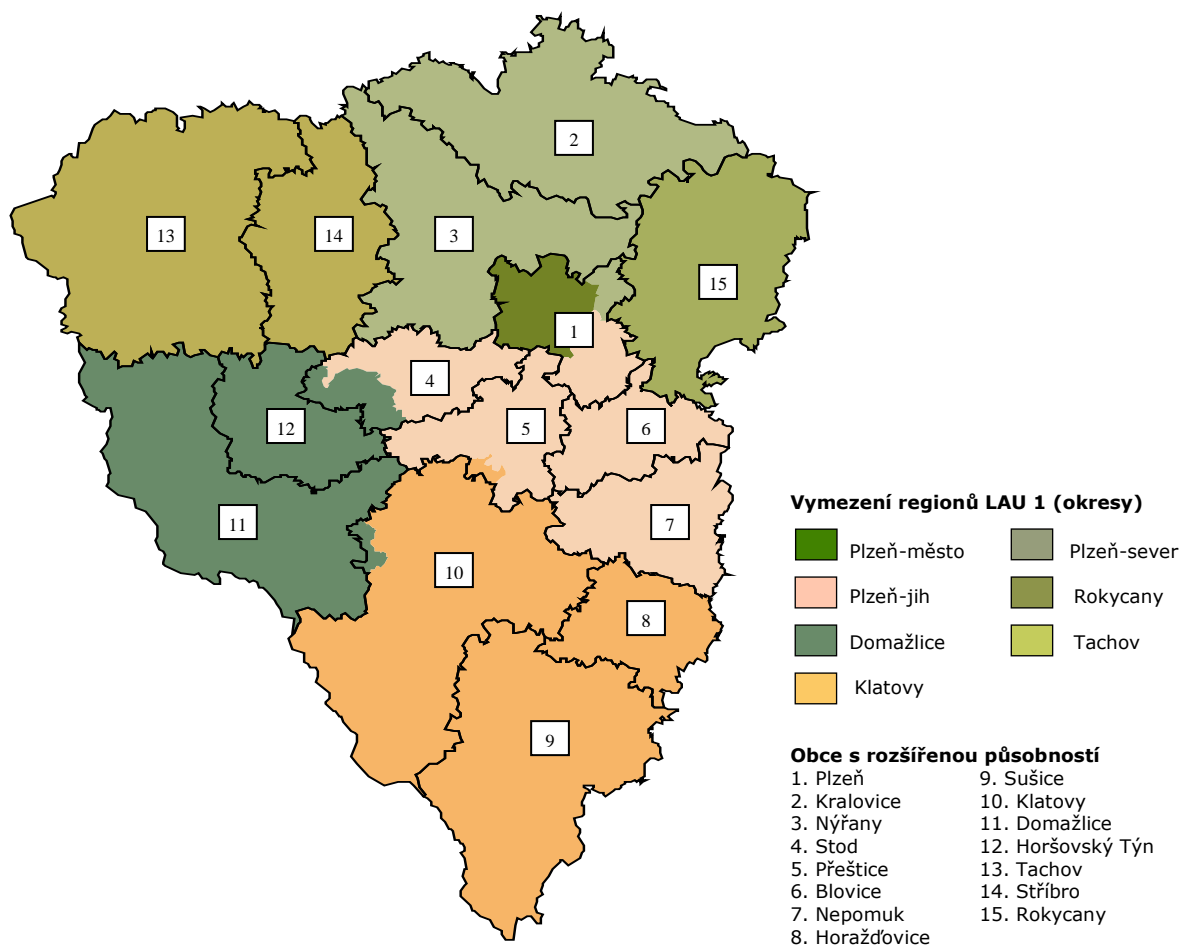 2
13
14
3
15
1
4
12
5
6
11
7
10
8
9
Vymezení regionů LAU 1 (okresy)
Plzeň-město
Plzeň-sever
Plzeň-jih
Rokycany
Domažlice
Tachov
Klatovy
Obce s rozšířenou působností
1. Plzeň
2. Kralovice
3. Nýřany
4. Stod
5. Přeštice
6. Blovice
7. Nepomuk
8. Horažďovice
9. Sušice
10. Klatovy
11. Domažlice
12. Horšovský Týn
13. Tachov
14. Stříbro
15. Rokycany